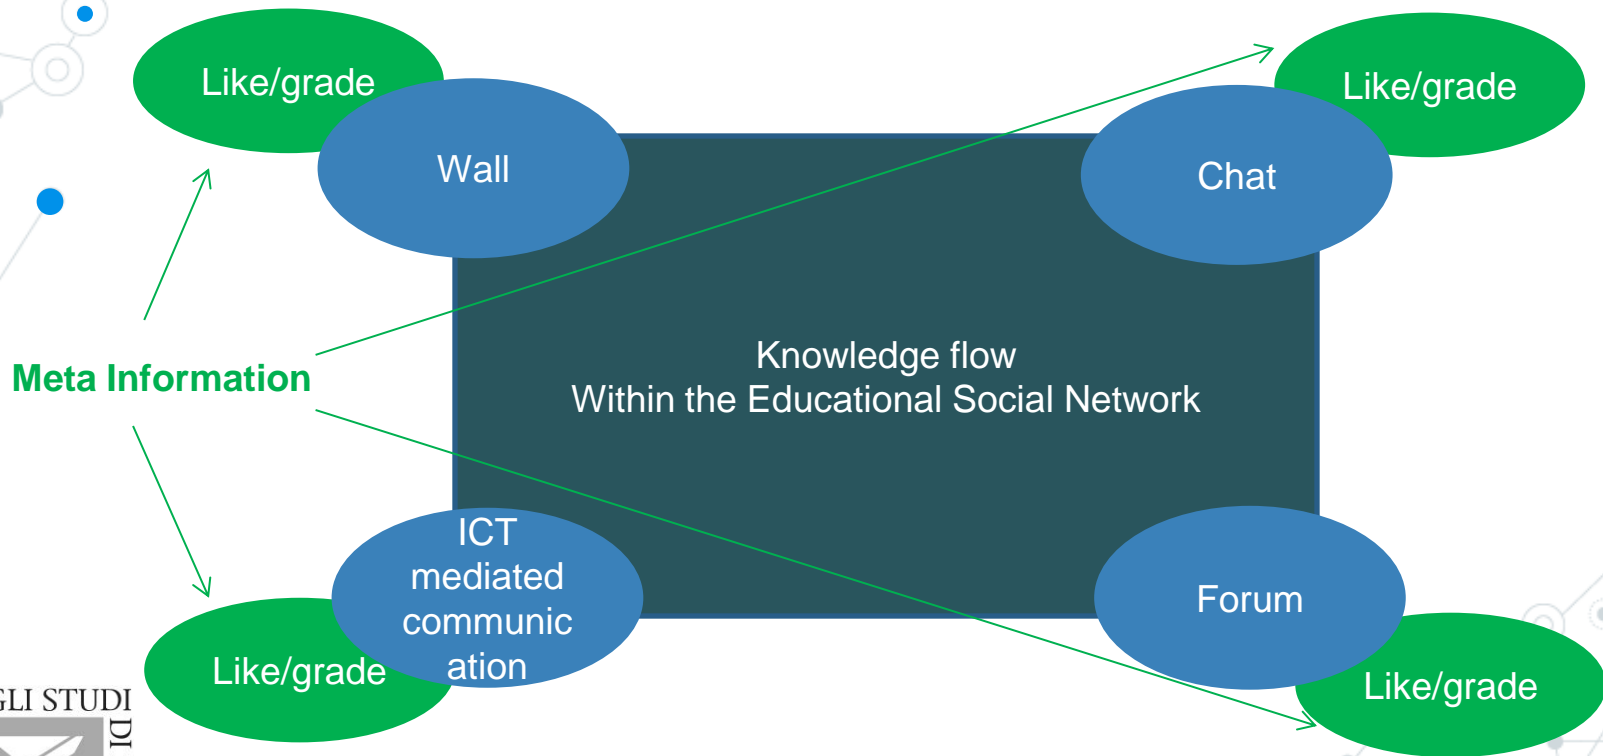 Like/grade
Like/grade
Wall
Chat
Knowledge flow
Within the Educational Social Network
Meta Information
ICT
mediated
communic
ation
Forum
Like/grade
Like/grade
GLI STUDI
DI